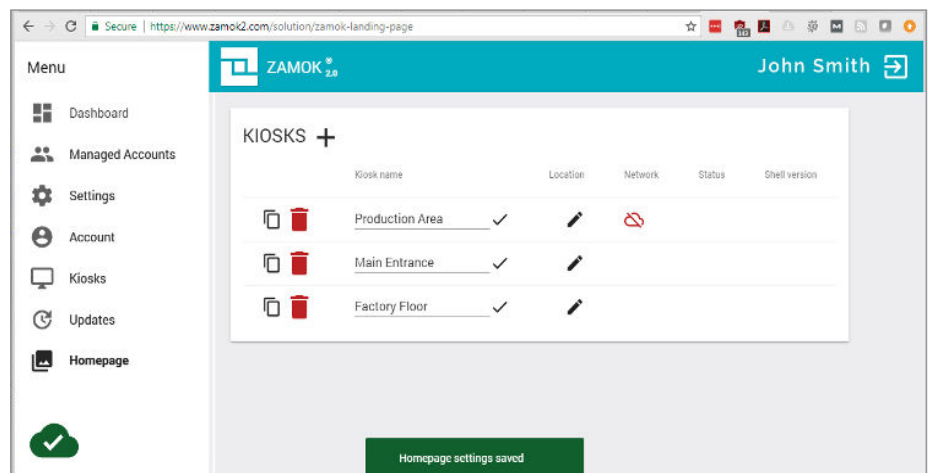 Secure | https://www.zamok2.com/solution/zamok-landing-page
Menu
ZAMOK ® 2.0
John Smith
Dashboard
Managed Accounts
Settings
Account
Kiosks
Updates
Homepage
KIOSKS +
Kiosk name Location Network Status Shell version
Production Area
Main Entrance
Factory Floor
Homepage settings saved